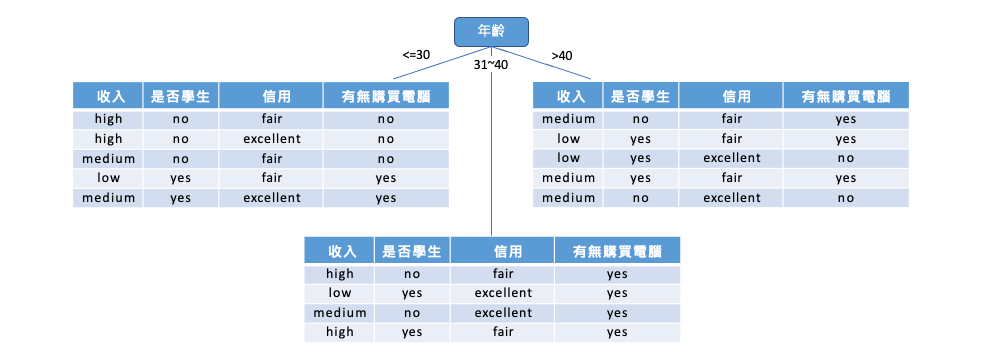 年齡
<=30
31~40
>40
收入 是否學生 信用 有無購買電腦
high no fair no
high no excellent no
medium no fair no
low yes fair yes
medium yes excellent yes
收入 是否學生 信用 有無購買電腦
medium no fair yes
low yes fair yes
low yes excellent no
medium yes fair yes
medium no excellent no
收入 是否學生 信用 有無購買電腦
high no fair yes
low yes excellent yes
medium no excellent yes
high yes fair yes